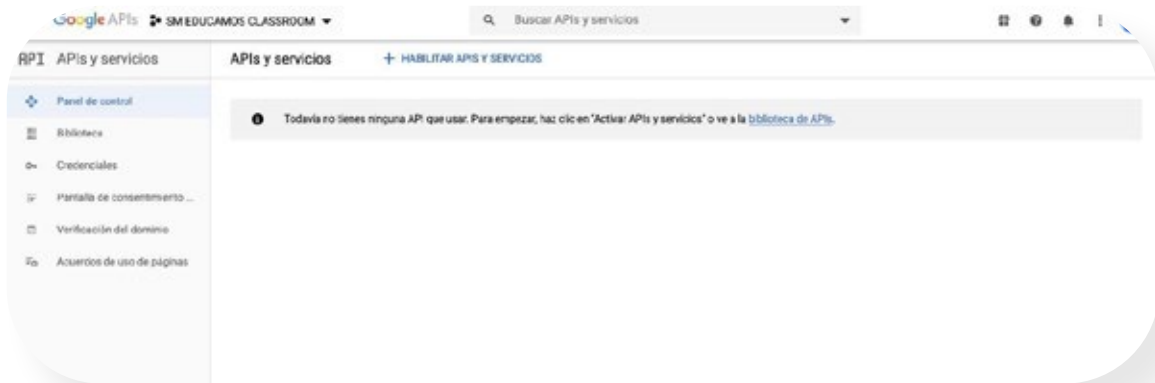 Google APIs SM EDUCAMOS CLASSROOM Buscar APIs y servicios
API APIs y servicios APIs y servicios + HABILITAR APIS Y SERVICIOS
Panel de control
Todavía no tienes ninguna API que usar. Para empezar, haz clic en "Activar APIs y servicios" o ve a la biblioteca de APIs.
Biblioteca
Credenciales
Pantalla de consentimiento ...
Verificación del dominio
Acuerdos de uso de páginas